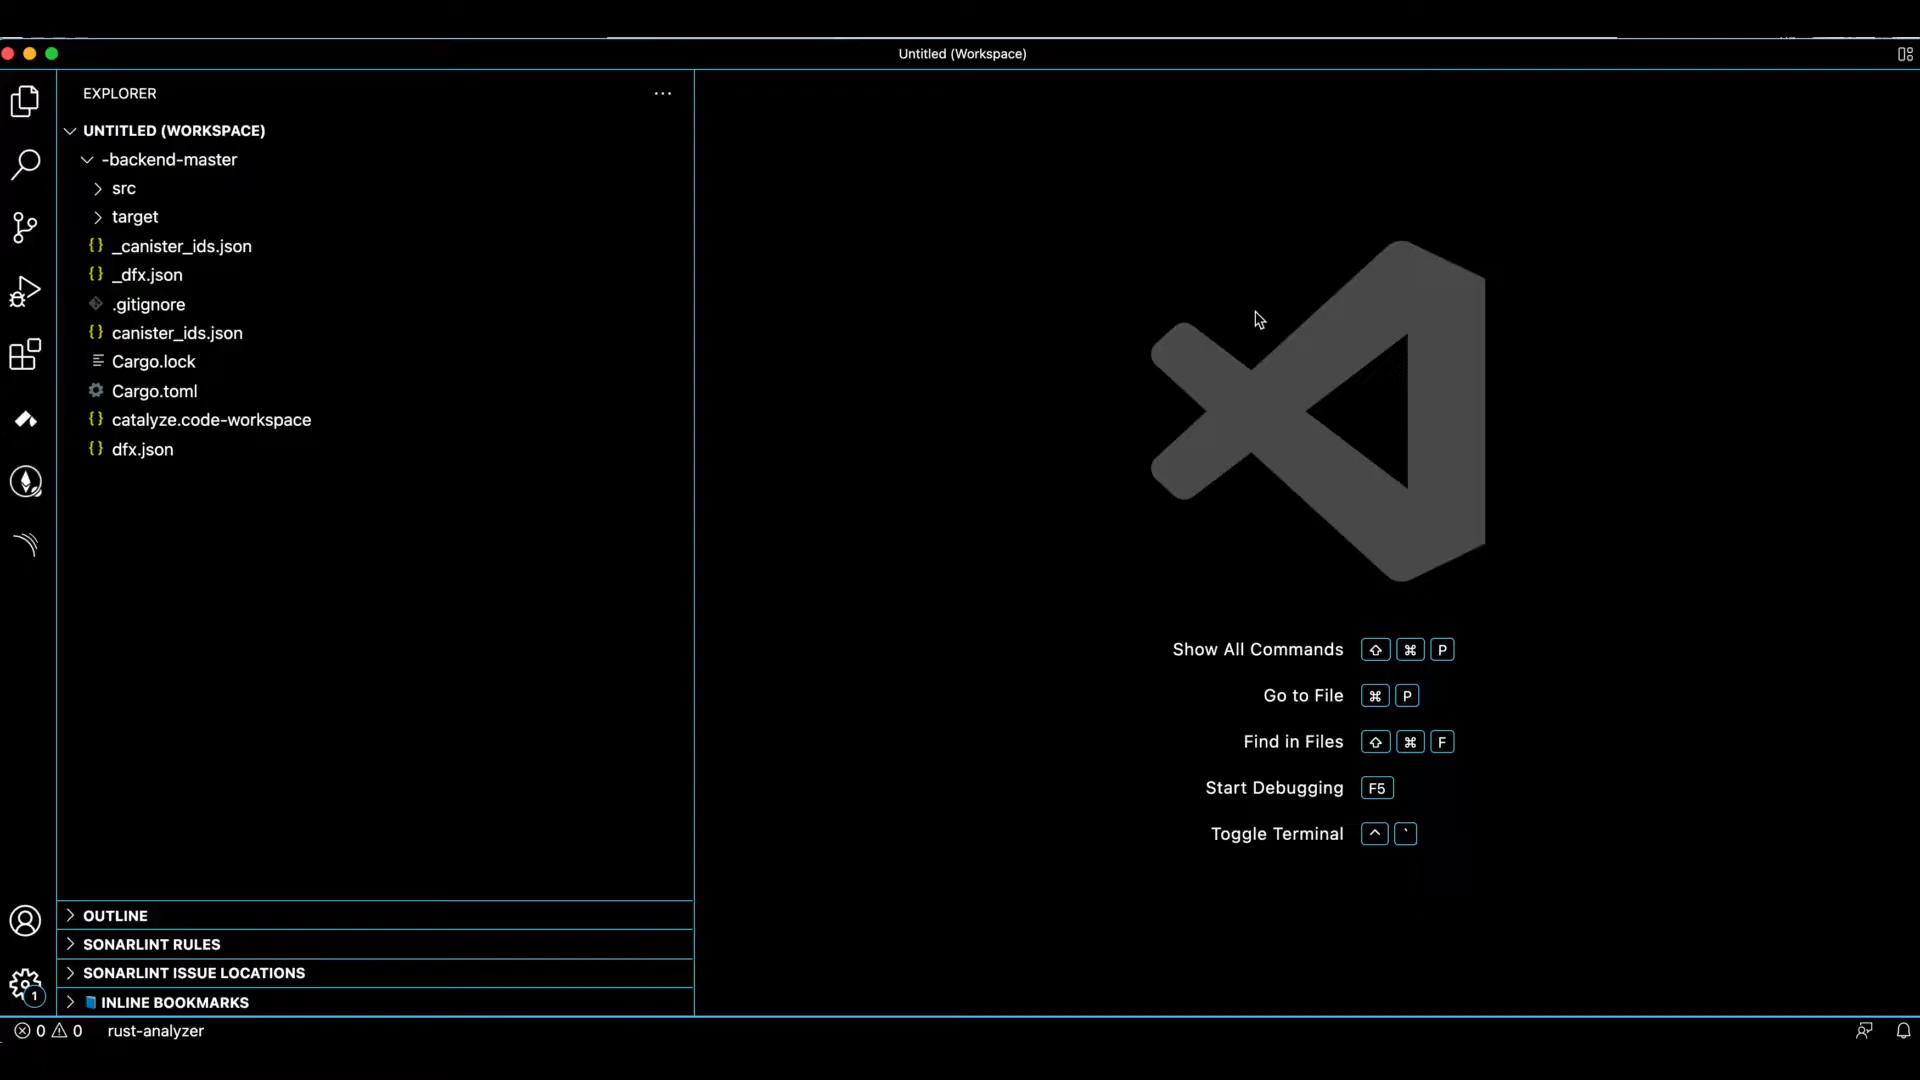 Untitled (Workspace)
EXPLORER
UNTITLED (WORKSPACE)
-backend-master
src
target
_canister_ids.json
_dfx.json
.gitignore
canister_ids.json
Cargo.lock
Cargo.toml
catalyze.code-workspace
dfx.json
Show All Commands ⇧ ⌘ P
Go to File ⌘ P
Find in Files ⇧ ⌘ F
Start Debugging F5
Toggle Terminal ^ `
OUTLINE
SONARLINT RULES
SONARLINT ISSUE LOCATIONS
INLINE BOOKMARKS
1
0 0 rust-analyzer